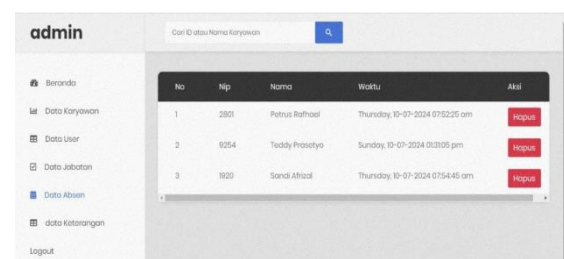 admin
Cari ID atau Nama Karyawan
Beranda
Data Karyawan
Data User
Data Jabatan
Data Absen
data Keterangan
Logout
No Nip Nama Waktu Aksi
1 2801 Petrus Rafhael Thursday, 10-07-2024 07:52:25 am Hapus
2 9254 Teddy Prasetyo Sunday, 10-07-2024 01:31:05 pm Hapus
3 1920 Sandi Afrizal Thursday, 10-07-2024 07:54:45 am Hapus